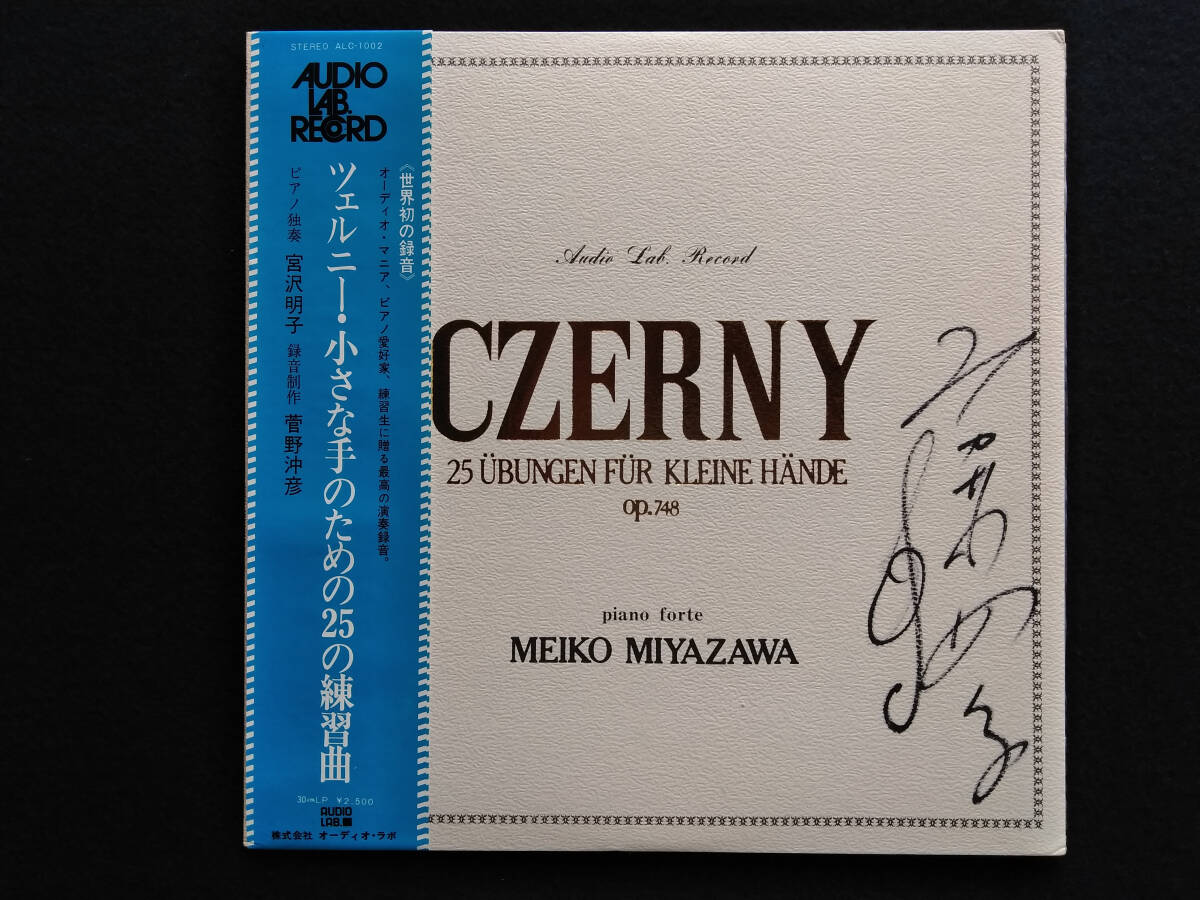 STEREO ALC-1002
AUDIO
LAB.
RECORD
《世界初の録音》
オーディオ・マニア、ピアノ愛好家、練習生に贈る最高の演奏録音。
ツェルニー・小さな手のための25の練習曲
ピアノ独奏 宮沢明子 録音制作 菅野沖彦
30cmLP ¥2,500
AUDIO
LAB.
株式会社 オーディオ・ラボ
Audio Lab. Record
CZERNY
25 ÜBUNGEN FÜR KLEINE HÄNDE
op.748
piano forte
MEIKO MIYAZAWA